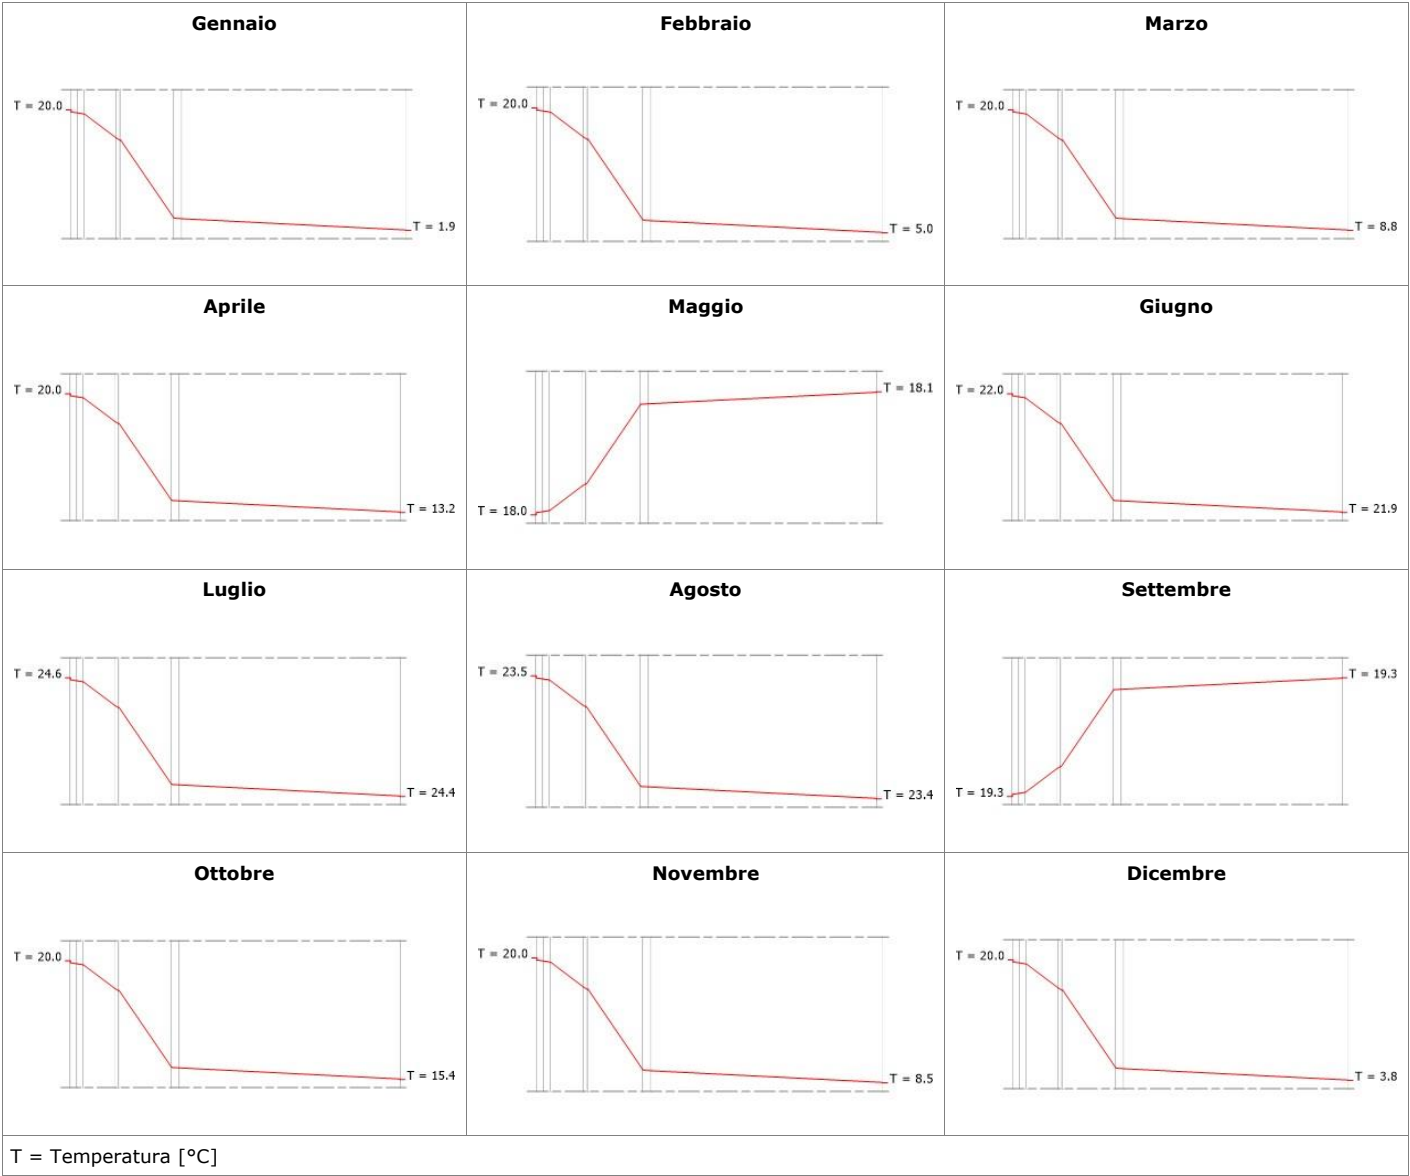 Gennaio
T = 20.0
T = 1.9
Febbraio
T = 20.0
T = 5.0
Marzo
T = 20.0
T = 8.8
Aprile
T = 20.0
T = 13.2
Maggio
T = 18.1
T = 18.0
Giugno
T = 22.0
T = 21.9
Luglio
T = 24.6
T = 24.4
Agosto
T = 23.5
T = 23.4
Settembre
T = 19.3
T = 19.3
Ottobre
T = 20.0
T = 15.4
Novembre
T = 20.0
T = 8.5
Dicembre
T = 20.0
T = 3.8
T = Temperatura [°C]